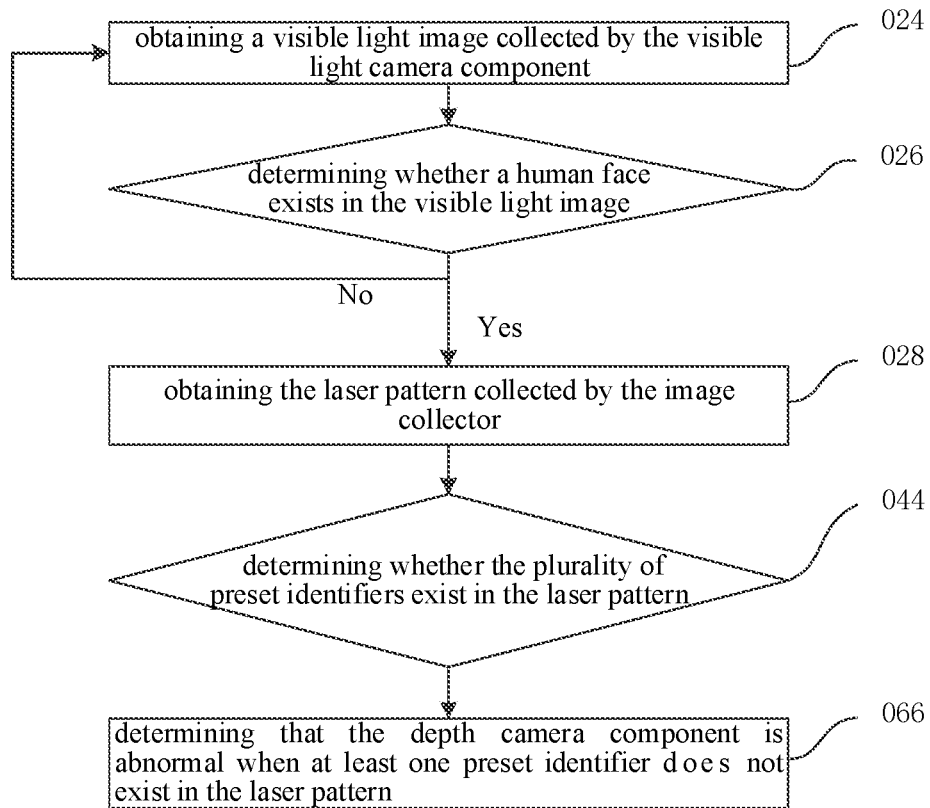 024
obtaining a visible light image collected by the visible
light camera component
026
determining whether a human face
exists in the visible light image
No
Yes
028
obtaining the laser pattern collected by the image
collector
044
determining whether the plurality of
preset identifiers exist in the laser pattern
066
determining that the depth camera component is
abnormal when at least one preset identifier does not
exist in the laser pattern